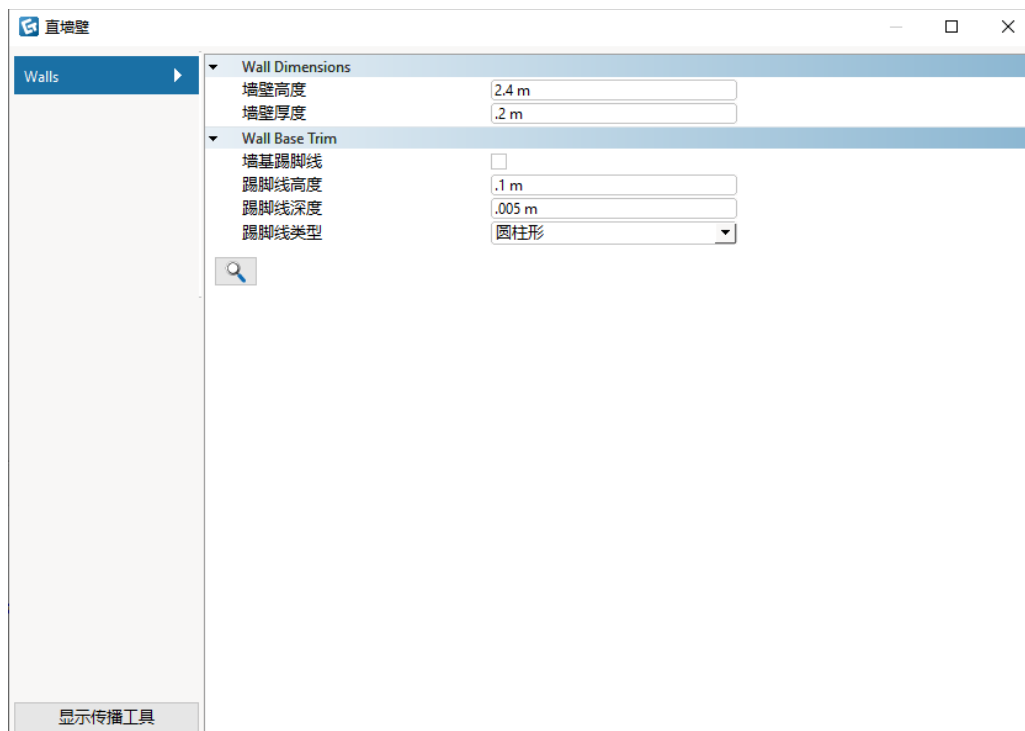 直墙壁
Walls
Wall Dimensions
墙壁高度 2.4 m
墙壁厚度 .2 m
Wall Base Trim
墙基踢脚线
踢脚线高度 .1 m
踢脚线深度 .005 m
踢脚线类型 圆柱形
显示传播工具